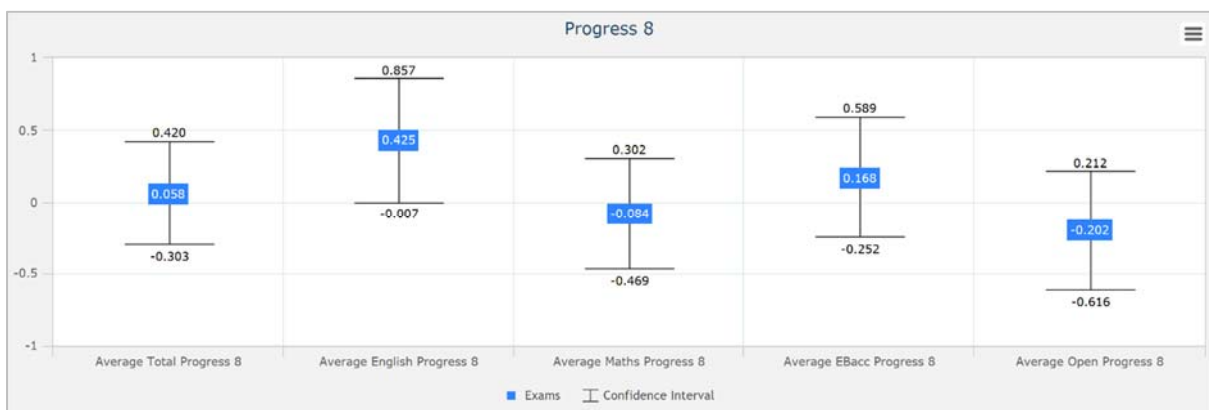 Progress 8
1
0.5
0
-0.5
-1
0.420
0.058
-0.303
0.857
0.425
-0.007
0.302
-0.084
-0.469
0.589
0.168
-0.252
0.212
-0.202
-0.616
Average Total Progress 8
Average English Progress 8
Average Maths Progress 8
Average EBacc Progress 8
Average Open Progress 8
Exams
Confidence Interval